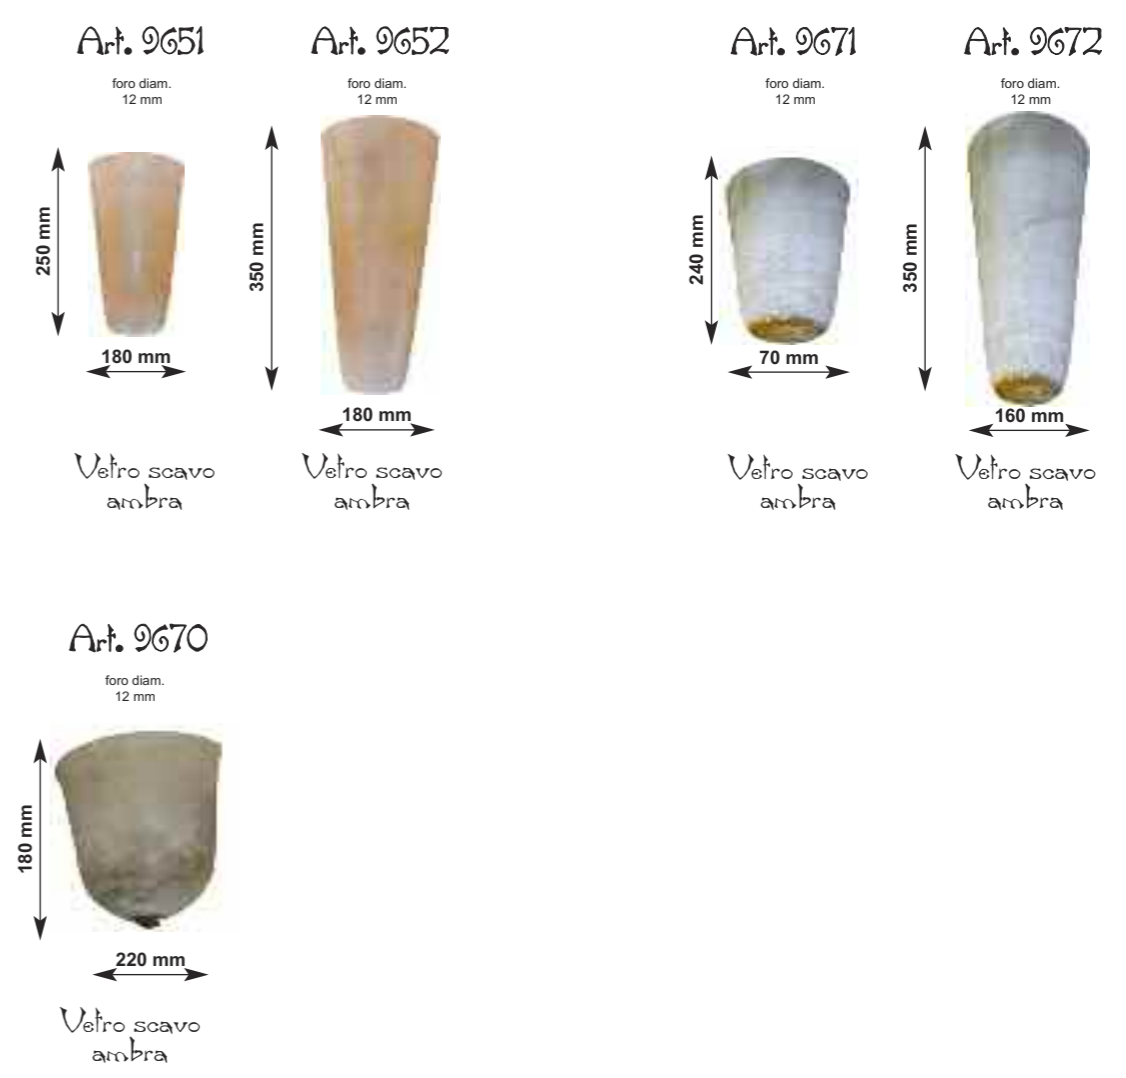 Art. 9651
foro diam.
12 mm
250 mm
180 mm
Vetro scavo
ambra
Art. 9652
foro diam.
12 mm
350 mm
180 mm
Vetro scavo
ambra
Art. 9671
foro diam.
12 mm
240 mm
70 mm
Vetro scavo
ambra
Art. 9672
foro diam.
12 mm
350 mm
160 mm
Vetro scavo
ambra
Art. 9670
foro diam.
12 mm
180 mm
220 mm
Vetro scavo
ambra